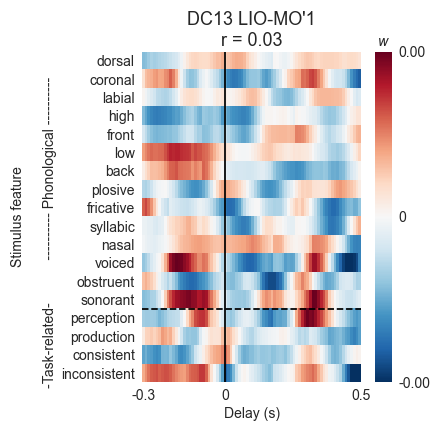 DC13 LIO-MO'1
r = 0.03
w
Stimulus feature
-Task-related-  ---------- Phonological ----------
dorsal
coronal
labial
high
front
low
back
plosive
fricative
syllabic
nasal
voiced
obstruent
sonorant
perception
production
consistent
inconsistent
0.00
0
-0.00
-0.3 0 0.5
Delay (s)